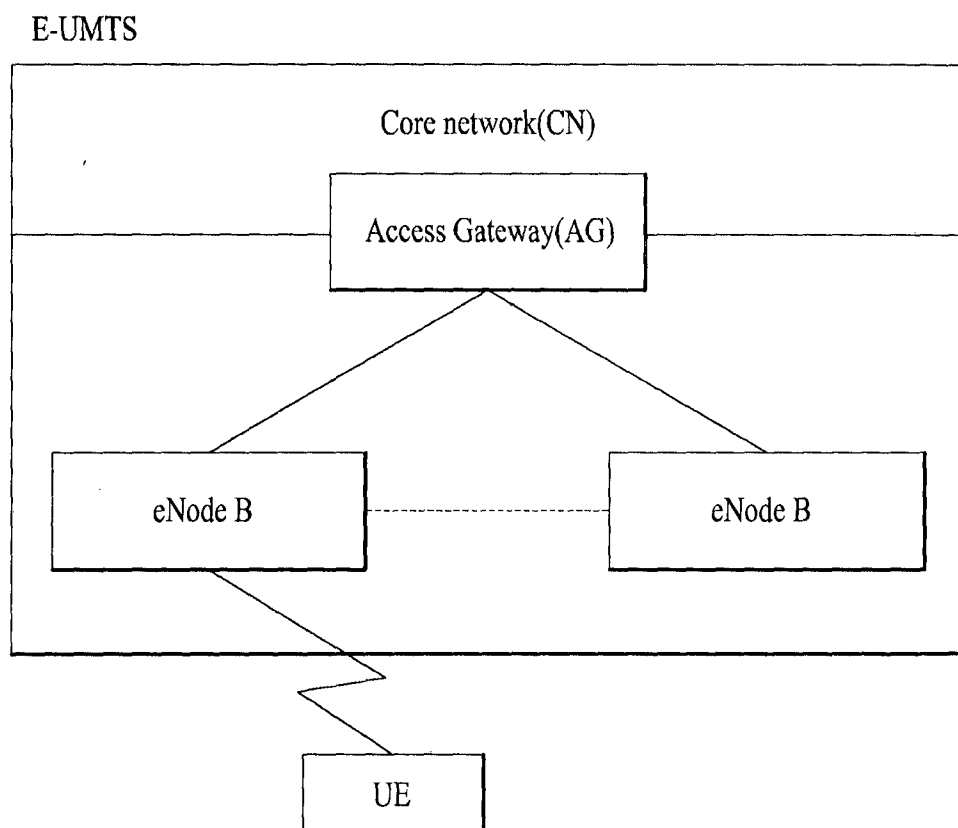 E-UMTS
Core network(CN)
Access Gateway(AG)
eNode B
eNode B
UE